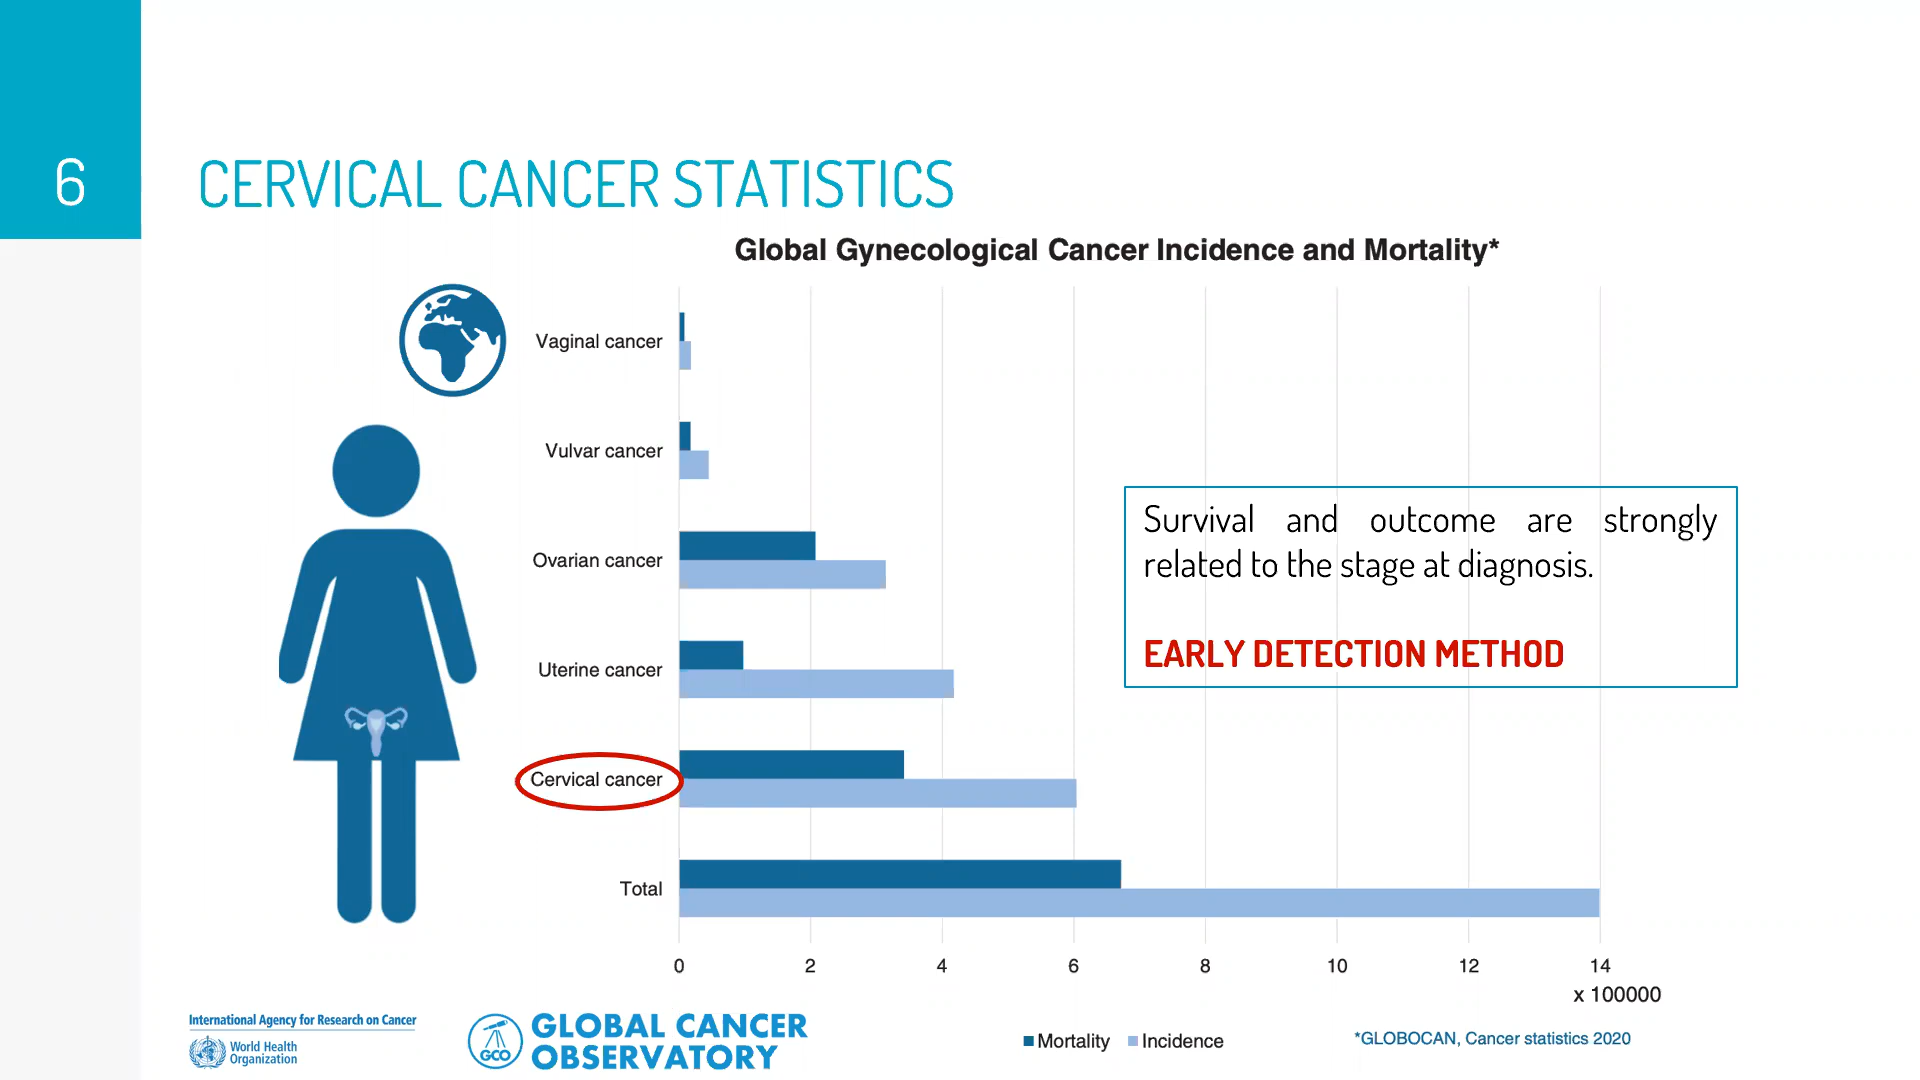 6
CERVICAL CANCER STATISTICS
Global Gynecological Cancer Incidence and Mortality*
Vaginal cancer
Vulvar cancer
Ovarian cancer
Uterine cancer
Cervical cancer
Total
Survival and outcome are strongly
related to the stage at diagnosis.
EARLY DETECTION METHOD
0 2 4 6 8 10 12 14
x 100000
International Agency for Research on Cancer
World Health
Organization
GCO
GLOBAL CANCER
OBSERVATORY
Mortality Incidence
*GLOBOCAN, Cancer statistics 2020